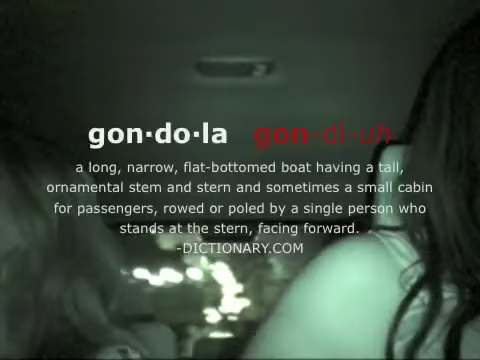 gon·do·la gon-dl-uh
a long, narrow, flat-bottomed boat having a tall,
ornamental stem and stern and sometimes a small cabin
for passengers, rowed or poled by a single person who
stands at the stern, facing forward.
-DICTIONARY.COM